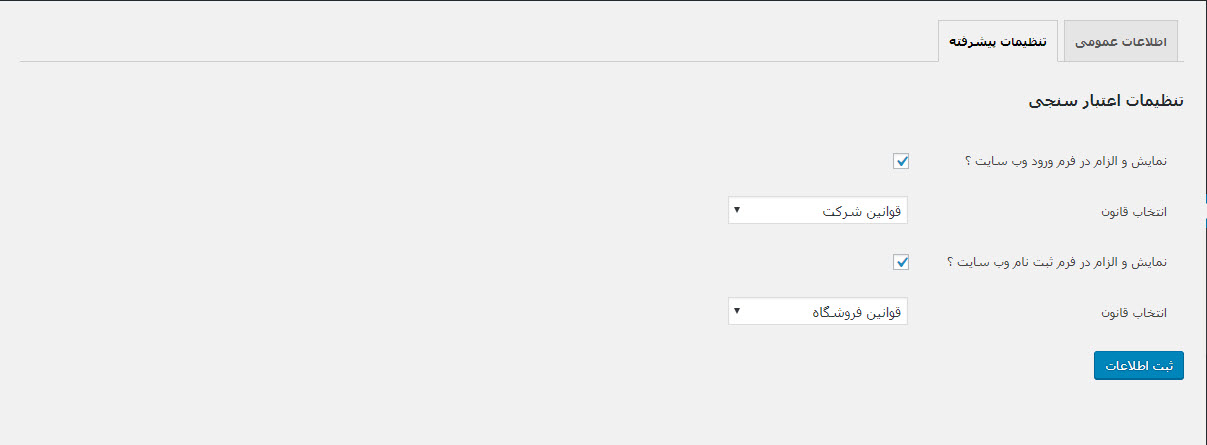 اطلاعات عمومی
تنظیمات پیشرفته
تنظیمات اعتبار سنجی
نمایش و الزام در فرم ورود وب سایت ؟
انتخاب قانون
قوانین شرکت
نمایش و الزام در فرم ثبت نام وب سایت ؟
انتخاب قانون
قوانین فروشگاه
ثبت اطلاعات